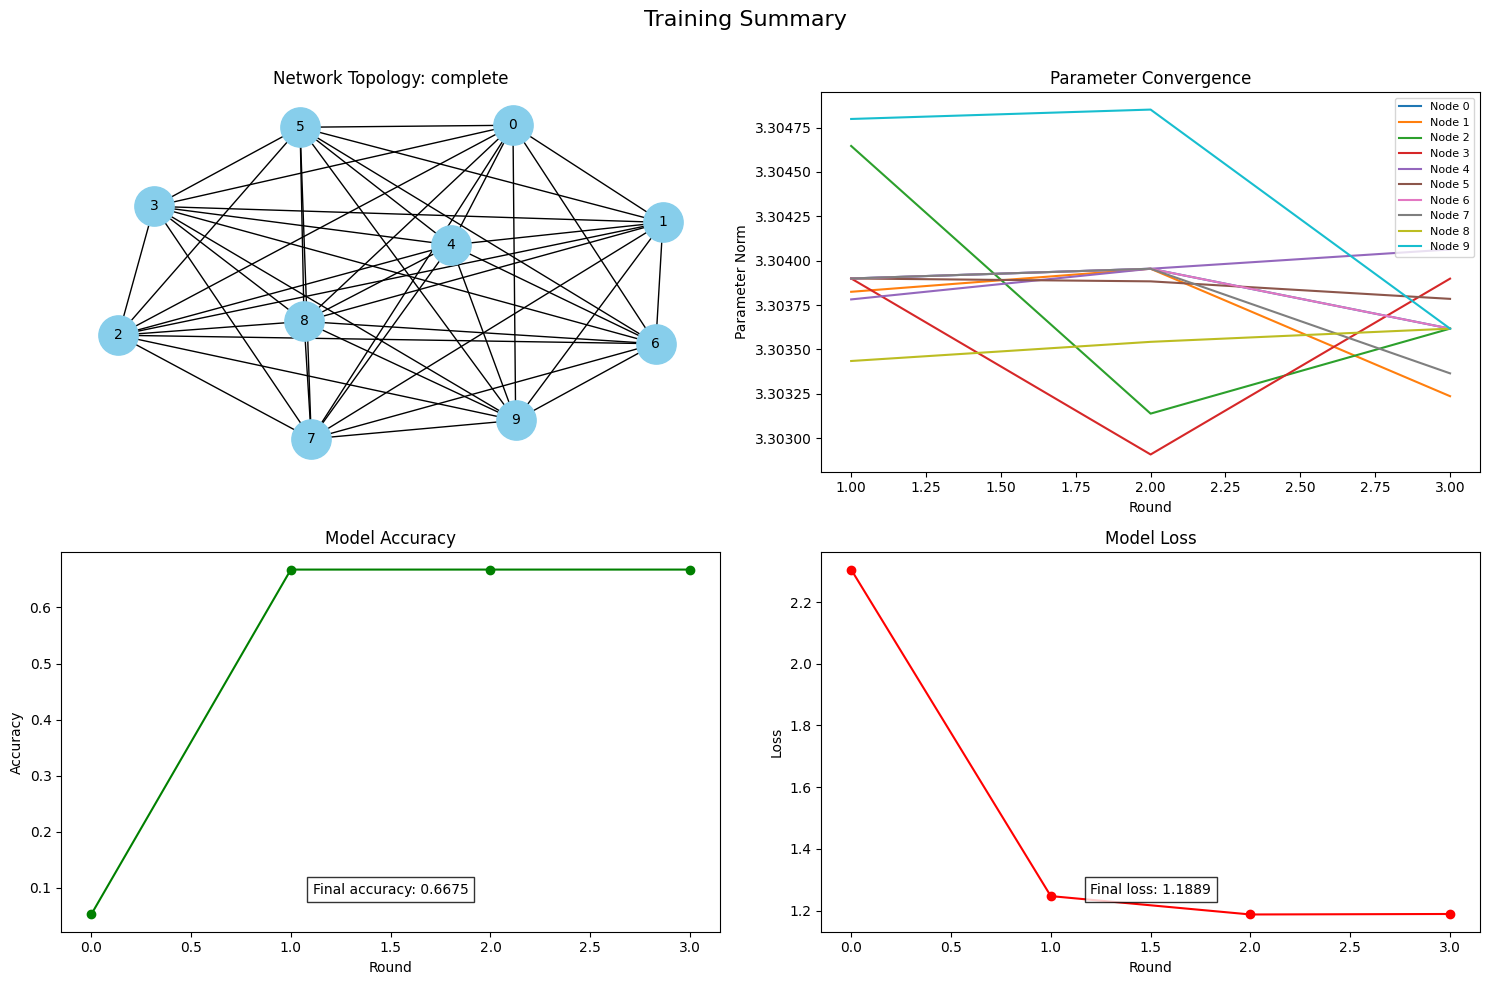 Training Summary
Network Topology: complete
5
0
3
1
4
8
2
6
9
7
Parameter Convergence
Parameter Norm
3.30475
3.30450
3.30425
3.30400
3.30375
3.30350
3.30325
3.30300
Node 0
Node 1
Node 2
Node 3
Node 4
Node 5
Node 6
Node 7
Node 8
Node 9
1.00 1.25 1.50 1.75 2.00 2.25 2.50 2.75 3.00
Round
Model Accuracy
Accuracy
0.6
0.5
0.4
0.3
0.2
0.1
Final accuracy: 0.6675
0.0 0.5 1.0 1.5 2.0 2.5 3.0
Round
Model Loss
Loss
2.2
2.0
1.8
1.6
1.4
1.2
Final loss: 1.1889
0.0 0.5 1.0 1.5 2.0 2.5 3.0
Round